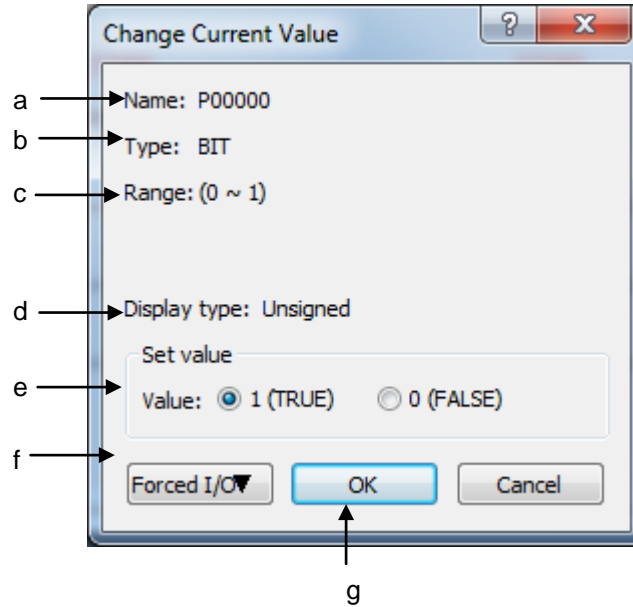 Change Current Value
a Name: P00000
b Type: BIT
c Range: (0 ~ 1)
d Display type: Unsigned
Set value
e Value: 1 (TRUE) 0 (FALSE)
f
Forced I/O OK Cancel
g